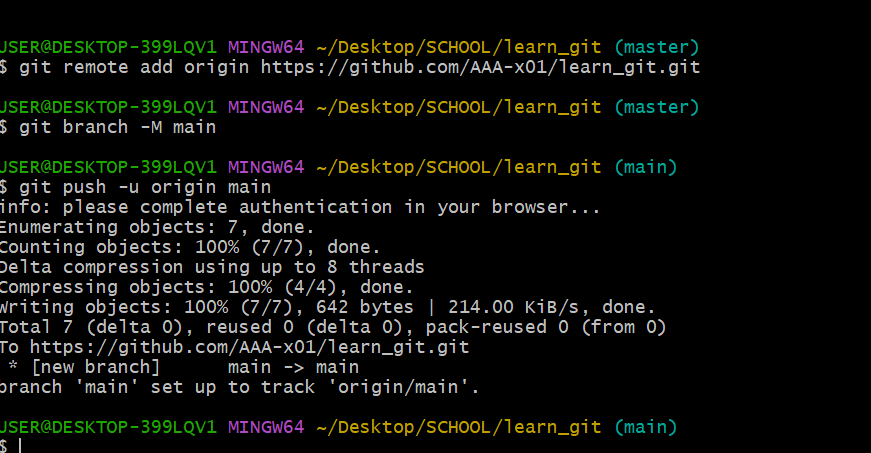 USER@DESKTOP-399LQV1 MINGW64 ~/Desktop/SCHOOL/learn_git (master)
$ git remote add origin https://github.com/AAA-x01/learn_git.git
USER@DESKTOP-399LQV1 MINGW64 ~/Desktop/SCHOOL/learn_git (master)
$ git branch -M main
USER@DESKTOP-399LQV1 MINGW64 ~/Desktop/SCHOOL/learn_git (main)
$ git push -u origin main
info: please complete authentication in your browser...
Enumerating objects: 7, done.
Counting objects: 100% (7/7), done.
Delta compression using up to 8 threads
Compressing objects: 100% (4/4), done.
Writing objects: 100% (7/7), 642 bytes | 214.00 KiB/s, done.
Total 7 (delta 0), reused 0 (delta 0), pack-reused 0 (from 0)
To https://github.com/AAA-x01/learn_git.git
 * [new branch]      main -> main
branch 'main' set up to track 'origin/main'.
USER@DESKTOP-399LQV1 MINGW64 ~/Desktop/SCHOOL/learn_git (main)
$